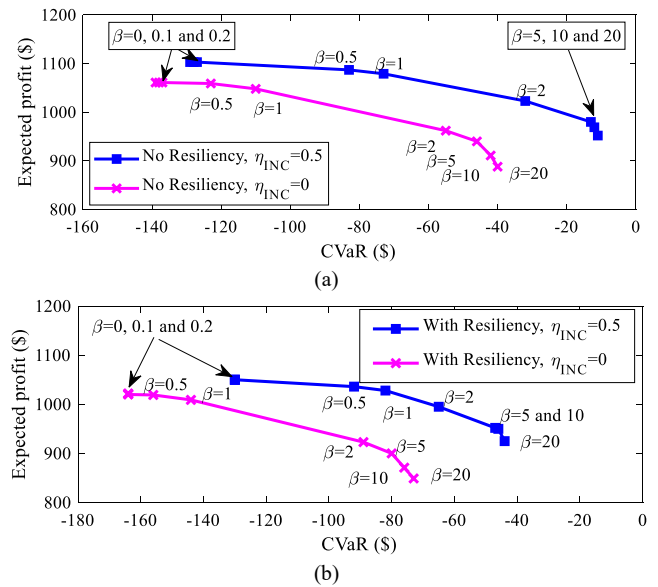 1200
β=0, 0.1 and 0.2
β=5, 10 and 20
1100
β=0.5
β=1
β=2
1000
β=0.5
β=1
900
No Resiliency, ηINC=0.5
No Resiliency, ηINC=0
β=2
β=5
β=10
β=20
800
Expected profit ($)
-160 -140 -120 -100 -80 -60 -40 -20 0
CVaR ($)
(a)
1200
β=0, 0.1 and 0.2
With Resiliency, ηINC=0.5
With Resiliency, ηINC=0
1100
β=0.5
β=1
β=0.5
β=1
β=2
1000
β=5 and 10
β=20
900
β=2
β=5
β=10
β=20
800
Expected profit ($)
-180 -160 -140 -120 -100 -80 -60 -40 -20 0
CVaR ($)
(b)